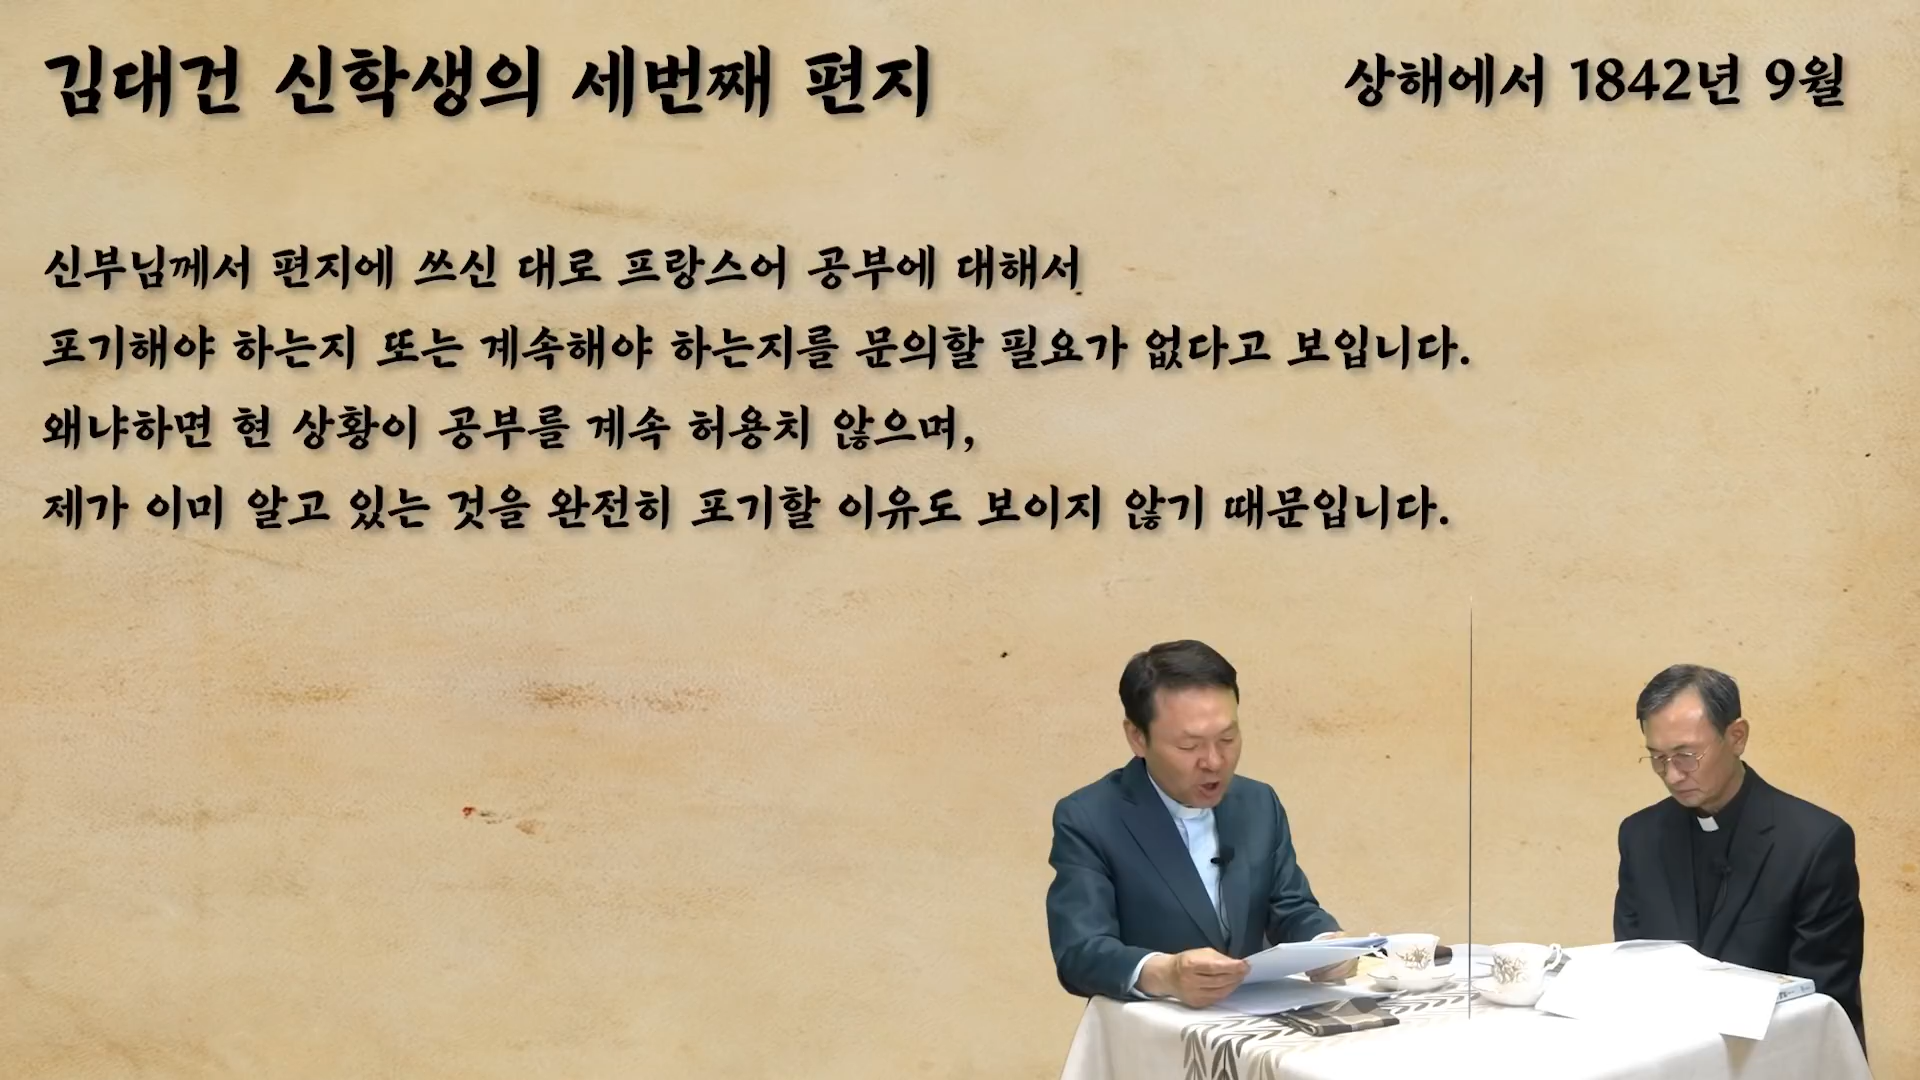 김대건 신학생의 세번째 편지
상해에서 1842년 9월
신부님께서 편지에 쓰신 대로 프랑스어 공부에 대해서
포기해야 하는지 또는 계속해야 하는지를 문의할 필요가 없다고 보입니다.
왜냐하면 현 상황이 공부를 계속 허용치 않으며,
제가 이미 알고 있는 것을 완전히 포기할 이유도 보이지 않기 때문입니다.